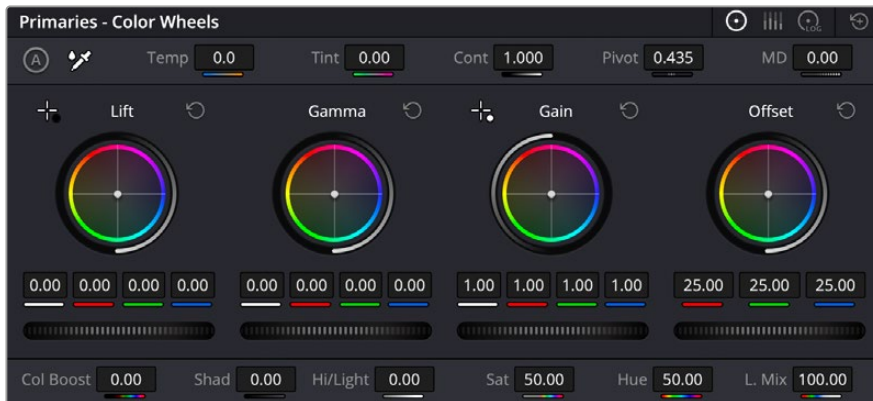 Primaries - Color Wheels
LOG
A Temp 0.0 Tint 0.00 Cont 1.000 Pivot 0.435 MD 0.00
Lift Gamma Gain Offset
0.00 0.00 0.00 0.00 0.00 0.00 0.00 0.00 1.00 1.00 1.00 1.00 25.00 25.00 25.00
Col Boost 0.00 Shad 0.00 Hi/Light 0.00 Sat 50.00 Hue 50.00 L. Mix 100.00